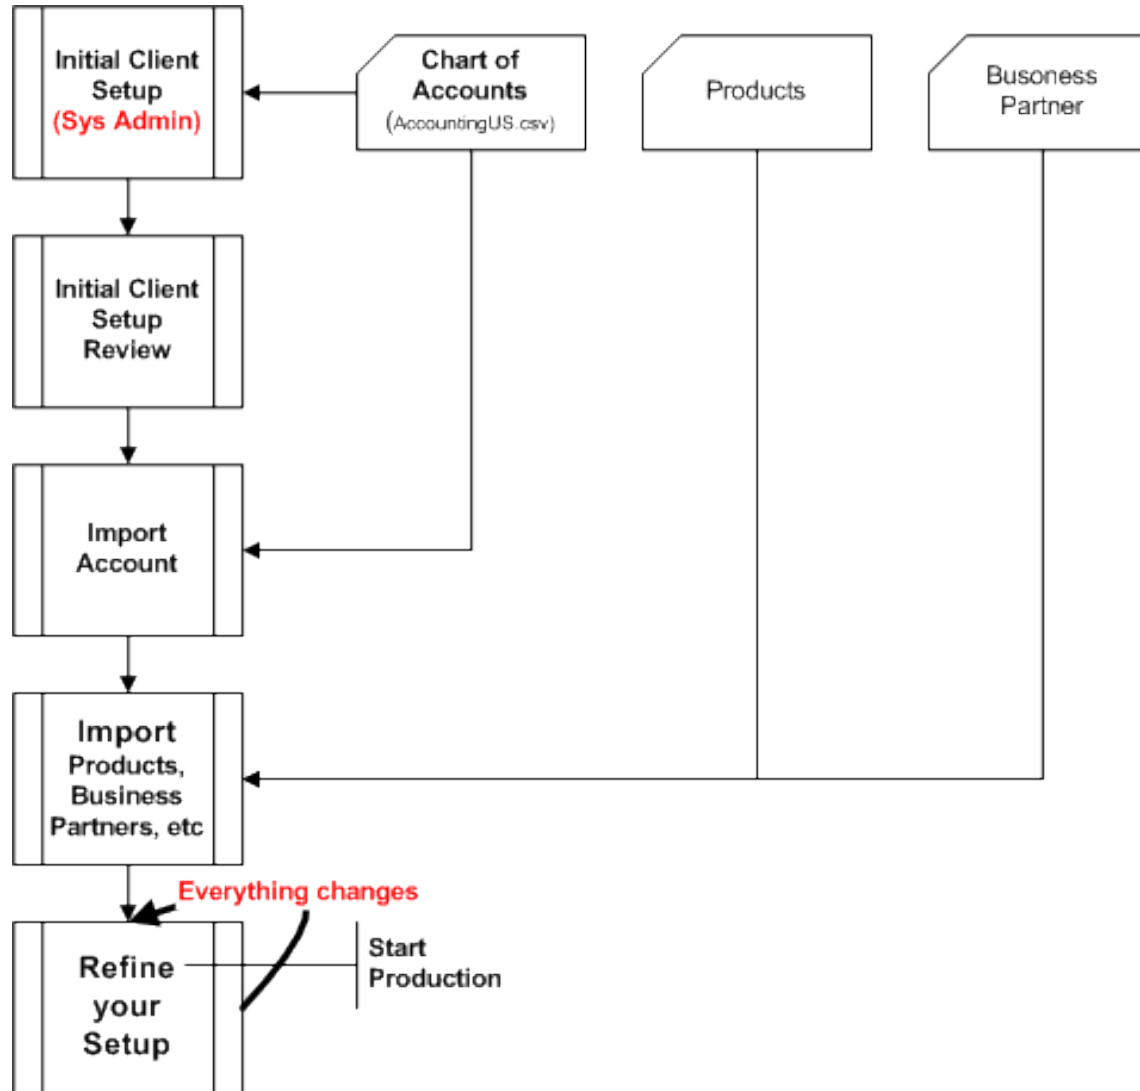 Initial Client
Setup
(Sys Admin)
Chart of
Accounts
(AccountingUS.csv)
Products
Busoness
Partner
Initial Client
Setup
Review
Import
Account
Import
Products,
Business
Partners, etc
Everything changes
Refine
your
Setup
Start
Production